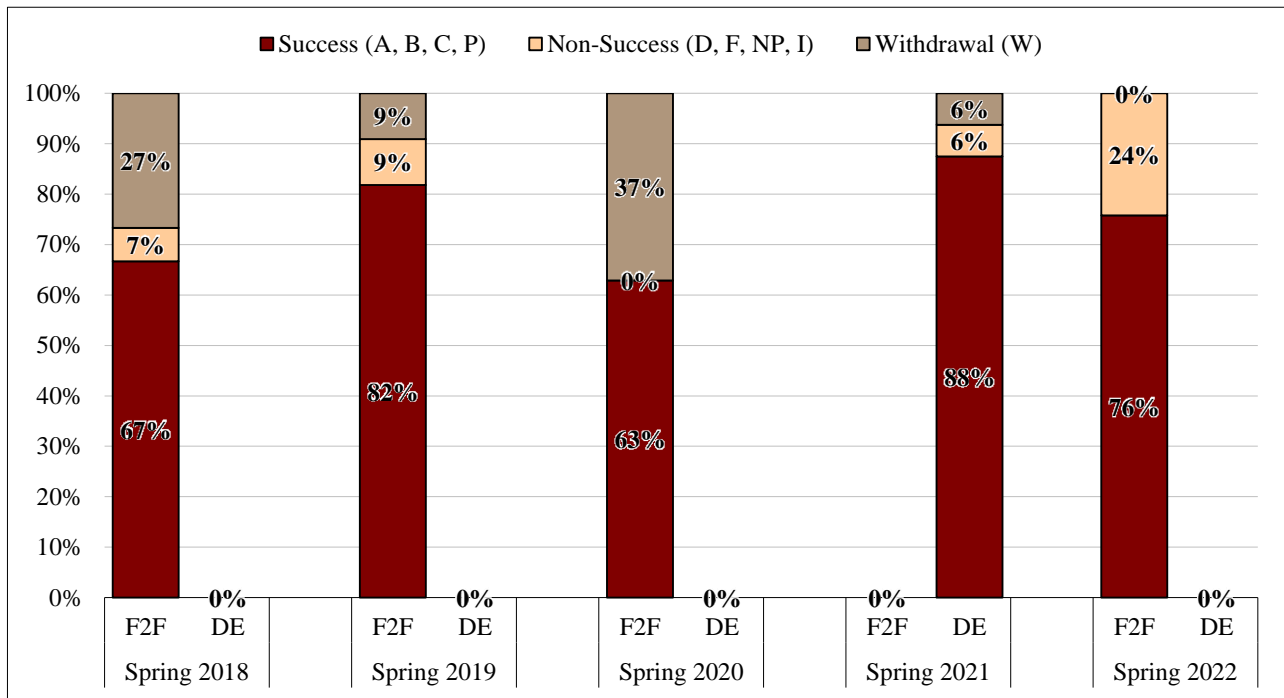 Success (A, B, C, P) Non-Success (D, F, NP, I) Withdrawal (W)
100% 0%
90% 27% 9% 6%
80% 9% 37% 6% 24%
70% 7%
60% 0%
50%
40% 67% 82% 63% 88% 76%
30%
20%
10%
0% 0% 0% 0% 0% 0%
F2F DE F2F DE F2F DE F2F DE F2F DE
Spring 2018 Spring 2019 Spring 2020 Spring 2021 Spring 2022